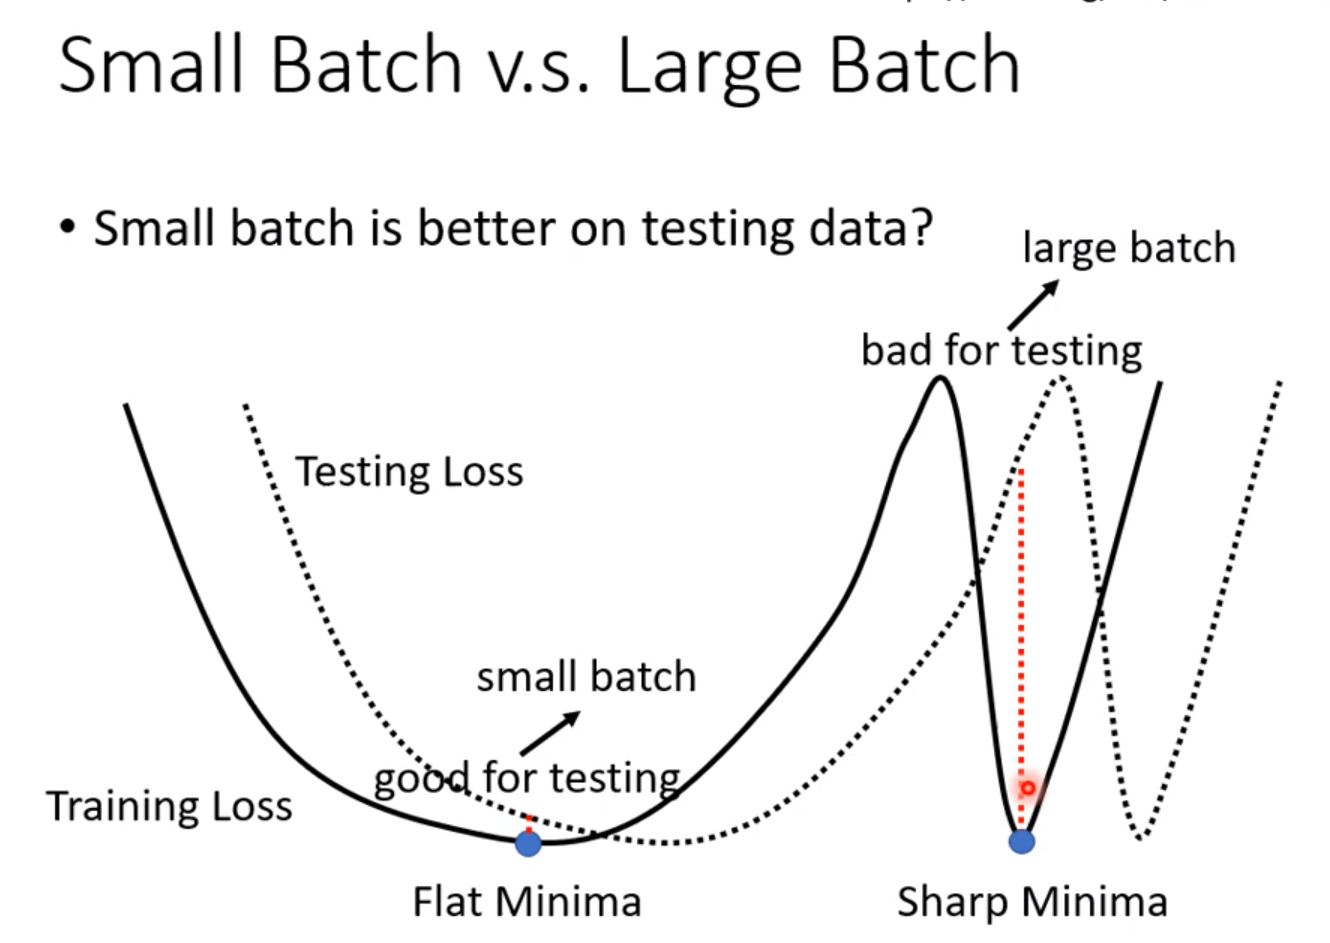 Small Batch v.s. Large Batch
• Small batch is better on testing data?
large batch
bad for testing
Testing Loss
small batch
good for testing
Training Loss
Flat Minima
Sharp Minima